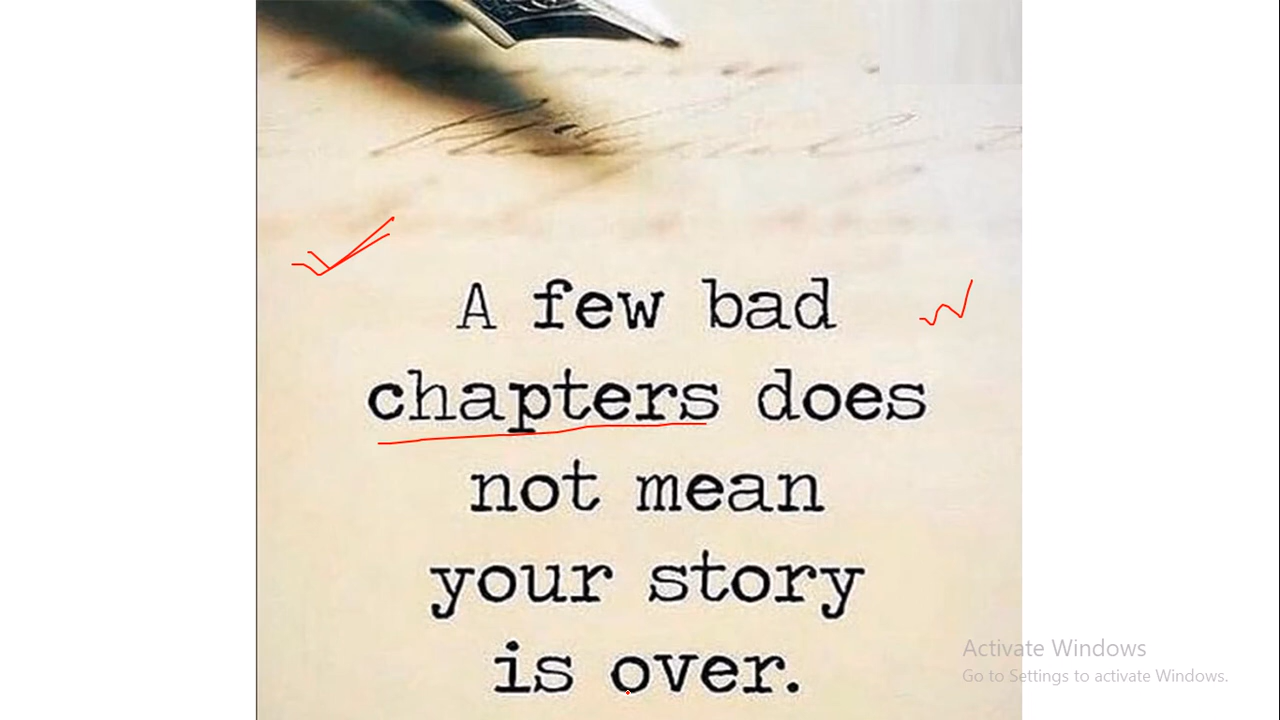 A few bad
chapters does
not mean
your story
is over.
Activate Windows
Go to Settings to activate Windows.